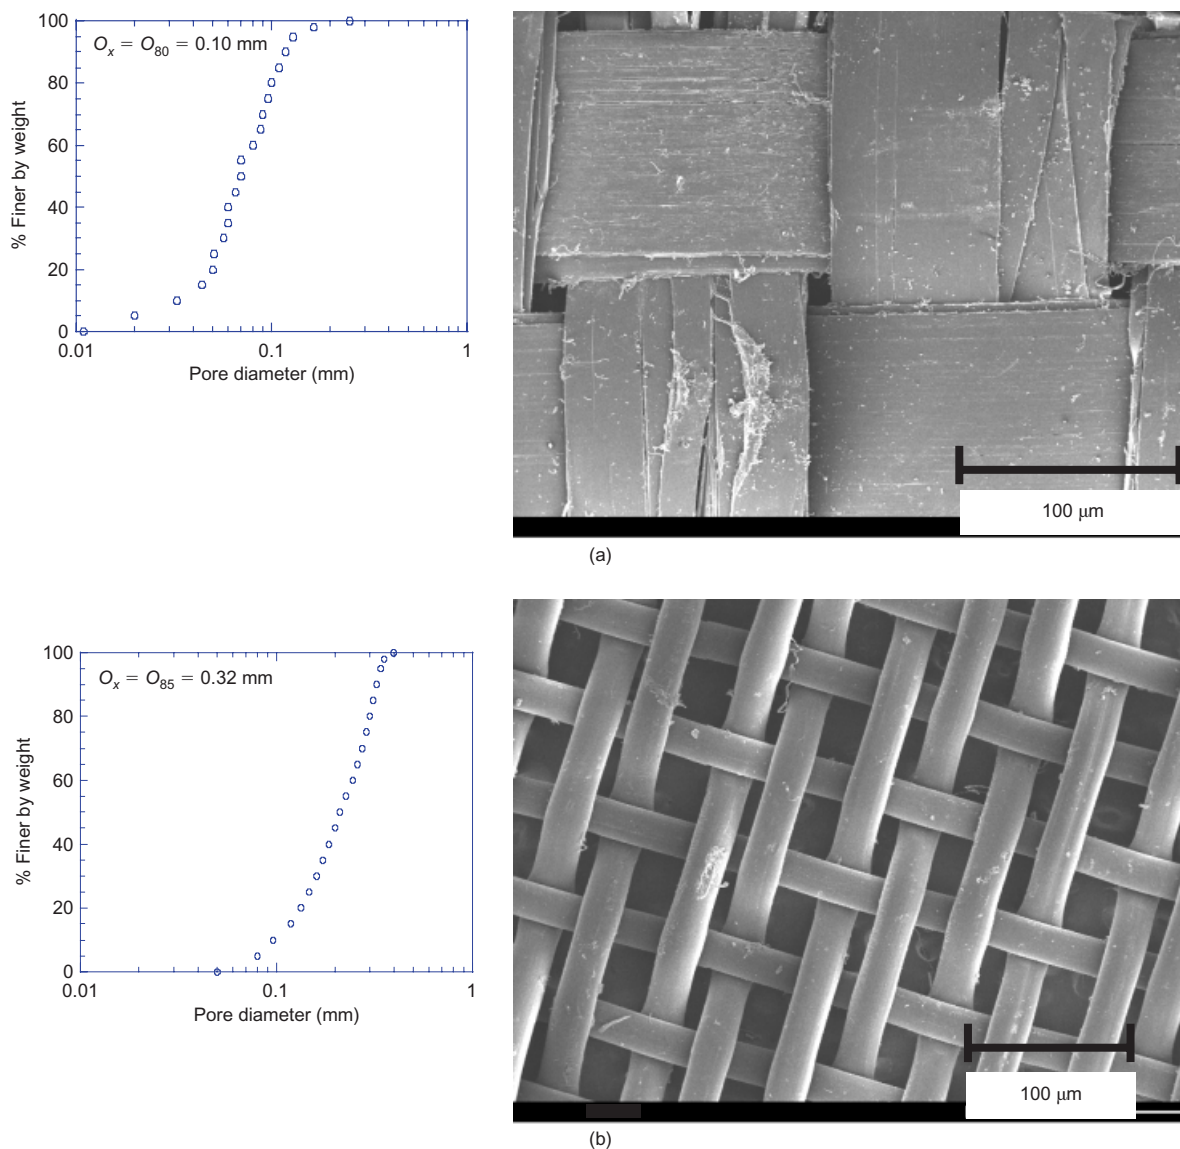 100
80
60
40
20
0
% Finer by weight
Oₓ = O₈₀ = 0.10 mm
0.01
0.1
1
Pore diameter (mm)
100 μm
(a)
100
80
60
40
20
0
% Finer by weight
Oₓ = O₈₅ = 0.32 mm
0.01
0.1
1
Pore diameter (mm)
100 μm
(b)